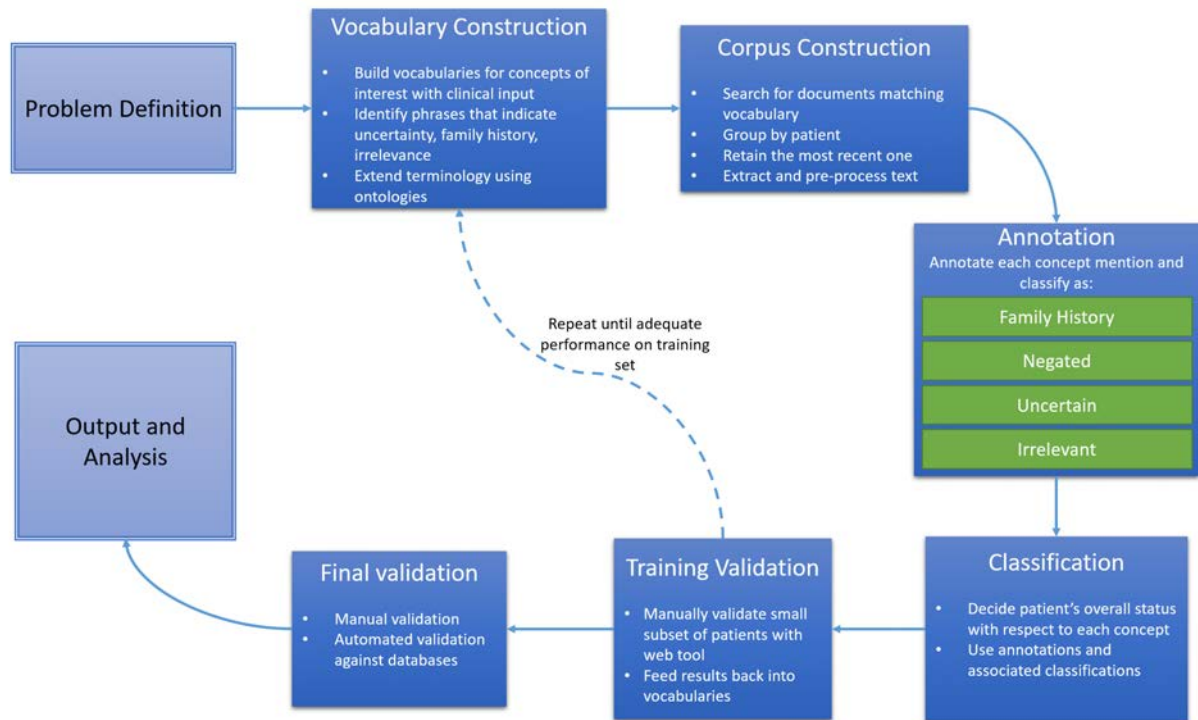 Problem Definition
Vocabulary Construction
• Build vocabularies for concepts of
interest with clinical input
• Identify phrases that indicate
uncertainty, family history,
irrelevance
• Extend terminology using
ontologies
Corpus Construction
• Search for documents matching
vocabulary
• Group by patient
• Retain the most recent one
• Extract and pre-process text
Annotation
Annotate each concept mention and
classify as:
Family History
Negated
Uncertain
Irrelevant
Repeat until adequate
performance on training
set
Classification
• Decide patient’s overall status
with respect to each concept
• Use annotations and
associated classifications
Training Validation
• Manually validate small
subset of patients with
web tool
• Feed results back into
vocabularies
Final validation
• Manual validation
• Automated validation
against databases
Output and
Analysis